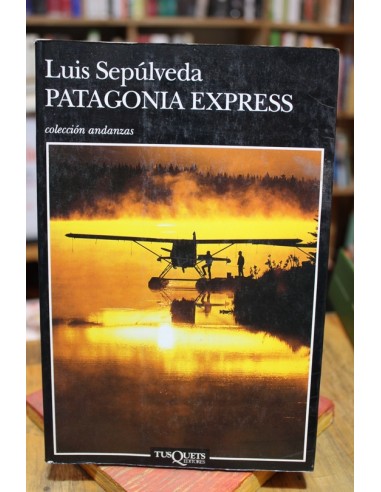 Luis Sepúlveda
PATAGONIA EXPRESS
colección andanzas
TUSQUETS
EDITORES